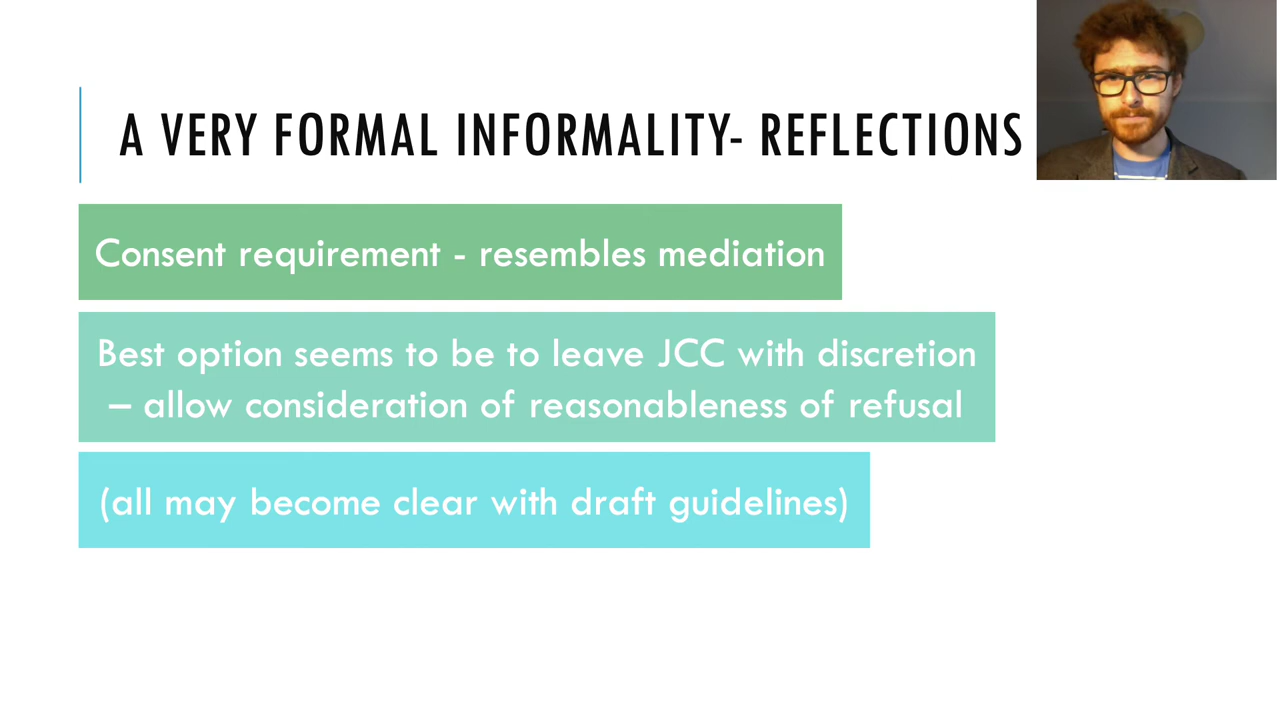 A VERY FORMAL INFORMALITY- REFLECTIONS
Consent requirement - resembles mediation
Best option seems to be to leave JCC with discretion
– allow consideration of reasonableness of refusal
(all may become clear with draft guidelines)